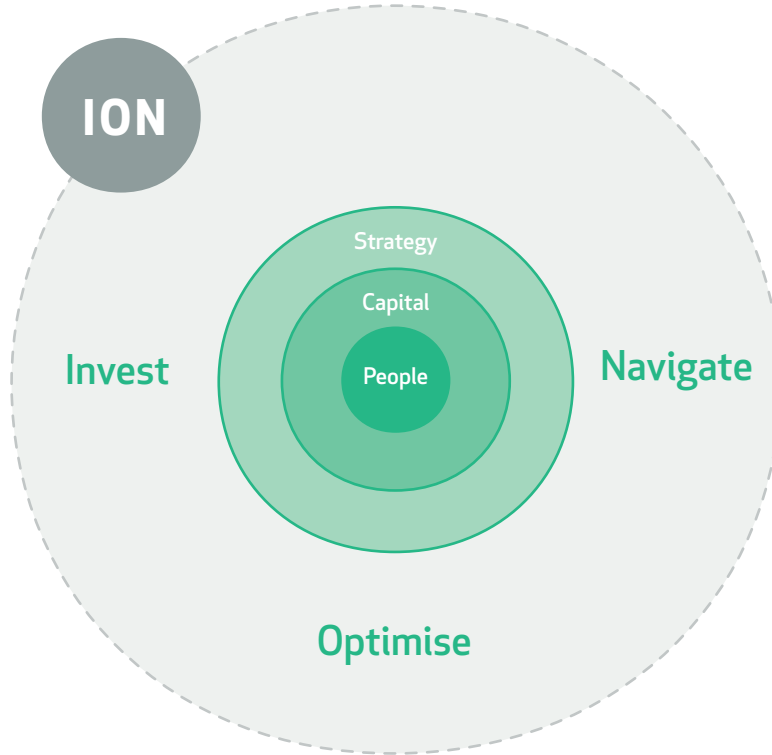 ION
Strategy
Capital
People
Invest
Navigate
Optimise